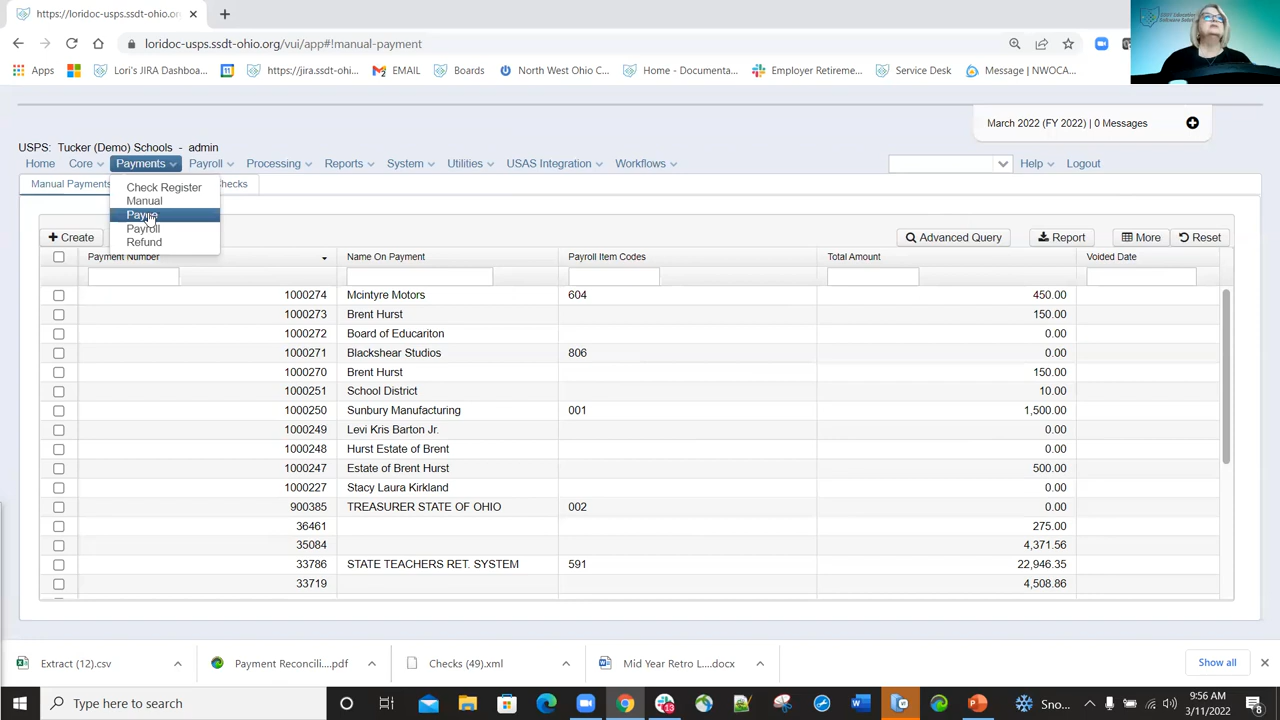 https://loridoc-usps.ssdt-ohio.org
loridoc-usps.ssdt-ohio.org/vui/app#!manual-payment
Apps Lori's JIRA Dashboa... https://jira.ssdt-ohi... EMAIL Boards North West Ohio C... Home - Documenta... Employer Retireme... Service Desk Message | NWOCA...
March 2022 (FY 2022) | 0 Messages
USPS: Tucker (Demo) Schools - admin
Home Core Payments Payroll Processing Reports System Utilities USAS Integration Workflows Help Logout
Manual Payments Checks
Check Register
Manual
Payee
Payroll
Refund
Create Advanced Query Report More Reset
Payment Number Name On Payment Payroll Item Codes Total Amount Voided Date
1000274 Mcintyre Motors 604 450.00
1000273 Brent Hurst 150.00
1000272 Board of Educariton 0.00
1000271 Blackshear Studios 806 0.00
1000270 Brent Hurst 150.00
1000251 School District 10.00
1000250 Sunbury Manufacturing 001 1,500.00
1000249 Levi Kris Barton Jr. 0.00
1000248 Hurst Estate of Brent 0.00
1000247 Estate of Brent Hurst 500.00
1000227 Stacy Laura Kirkland 0.00
900385 TREASURER STATE OF OHIO 002 0.00
36461 275.00
35084 4,371.56
33786 STATE TEACHERS RET. SYSTEM 591 22,946.35
33719 4,508.86
Extract (12).csv Payment Reconcili....pdf Checks (49).xml Mid Year Retro L....docx Show all
Type here to search Sno... 9:56 AM
3/11/2022